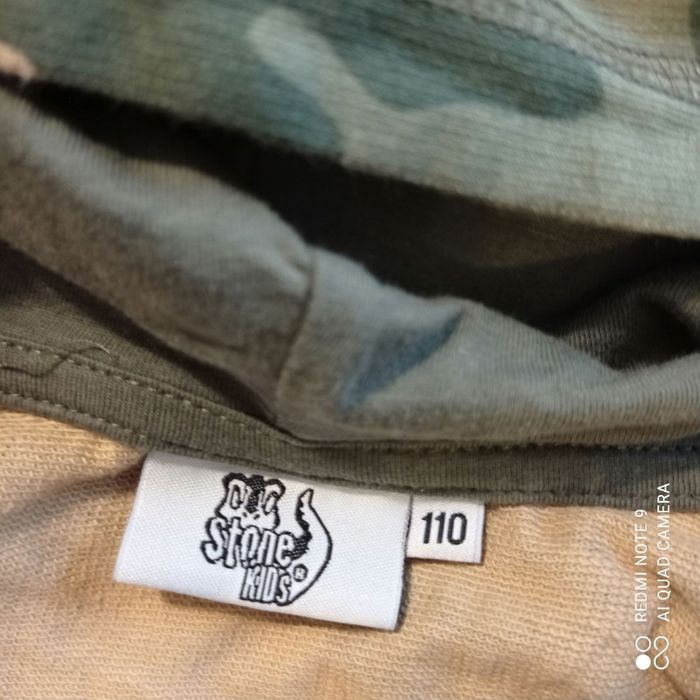 Stone
KIDS®
110
REDMI NOTE 9
AI QUAD CAMERA